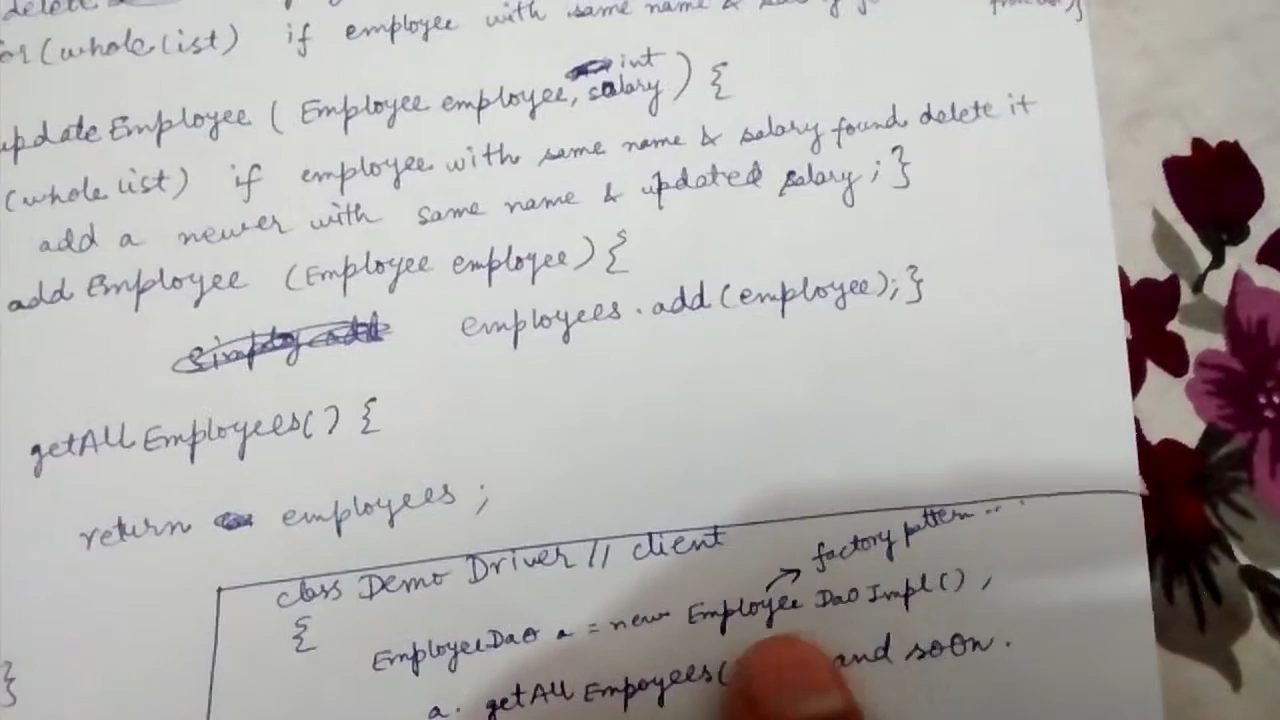 delete
for(whole list) if employee with same name &
updateEmployee ( Employee employee, int salary ) {
(whole list) if employee with same name & salary found delete it
add a newer with same name & updated salary ; }
add Employee (Employee employee) {
employees . add (employee); }
getAll Employees() {
return employees ;
class Demo Driver // client
factory pattern ...
{
EmployeeDao a = new Employee Dao Impl() ;
a. getAll Empoyees( and soon .
}